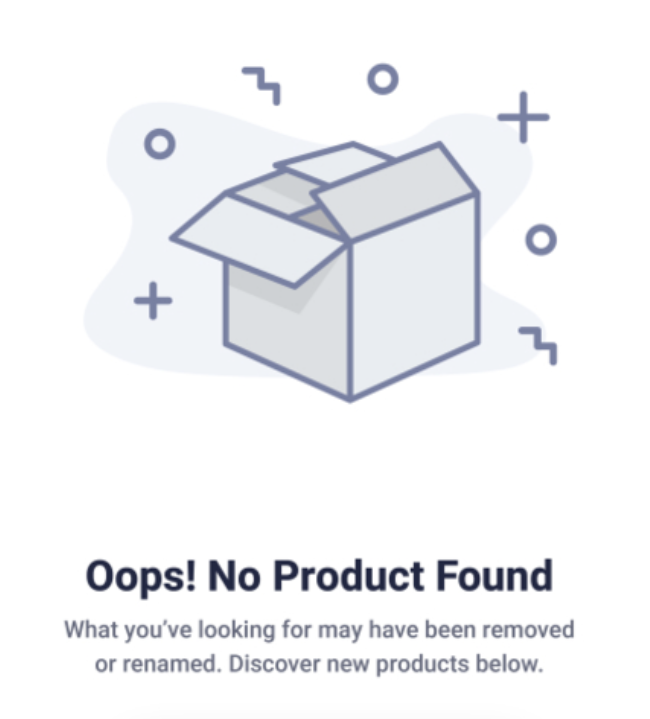 Oops! No Product Found
What you've looking for may have been removed
or renamed. Discover new products below.